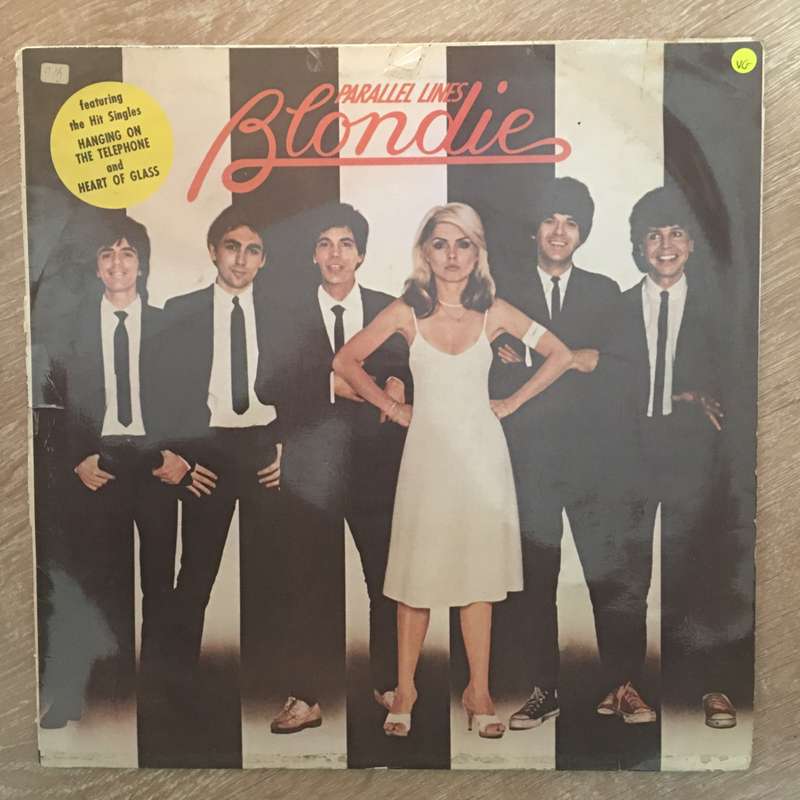 featuring
the Hit Singles
HANGING ON
THE TELEPHONE
and
HEART OF GLASS
PARALLEL LINES
Blondie
VG